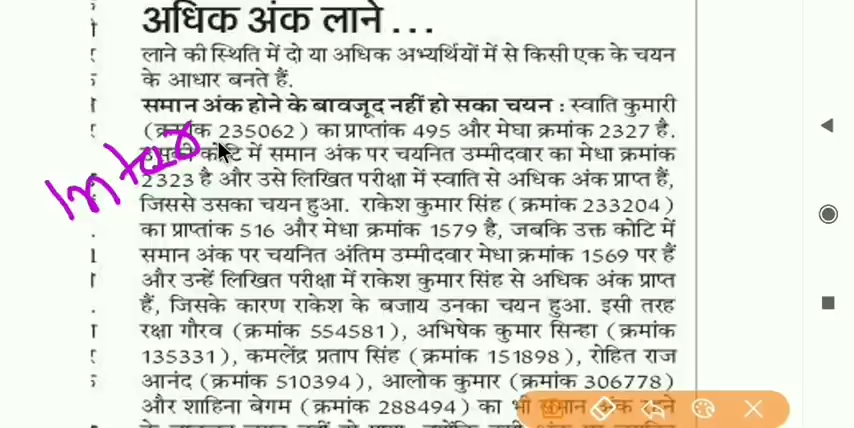 अधिक अंक लाने ...
लाने की स्थिति में दो या अधिक अभ्यर्थियों में से किसी एक के चयन
के आधार बनते हैं.
समान अंक होने के बावजूद नहीं हो सका चयन : स्वाति कुमारी
(क्रमांक 235062) का प्राप्तांक 495 और मेघा क्रमांक 2327 है.
उसकी कोटि में समान अंक पर चयनित उम्मीदवार का मेधा क्रमांक
2323 है और उसे लिखित परीक्षा में स्वाति से अधिक अंक प्राप्त हैं,
जिससे उसका चयन हुआ. राकेश कुमार सिंह (क्रमांक 233204)
का प्राप्तांक 516 और मेधा क्रमांक 1579 है, जबकि उक्त कोटि में
समान अंक पर चयनित अंतिम उम्मीदवार मेधा क्रमांक 1569 पर हैं
और उन्हें लिखित परीक्षा में राकेश कुमार सिंह से अधिक अंक प्राप्त
हैं, जिसके कारण राकेश के बजाय उनका चयन हुआ. इसी तरह
रक्षा गौरव (क्रमांक 554581), अभिषेक कुमार सिन्हा (क्रमांक
135331), कमलेंद्र प्रताप सिंह (क्रमांक 151898), रोहित राज
आनंद (क्रमांक 510394), आलोक कुमार (क्रमांक 306778)
और शाहिना बेगम (क्रमांक 288494) का भी समान अंक रहने